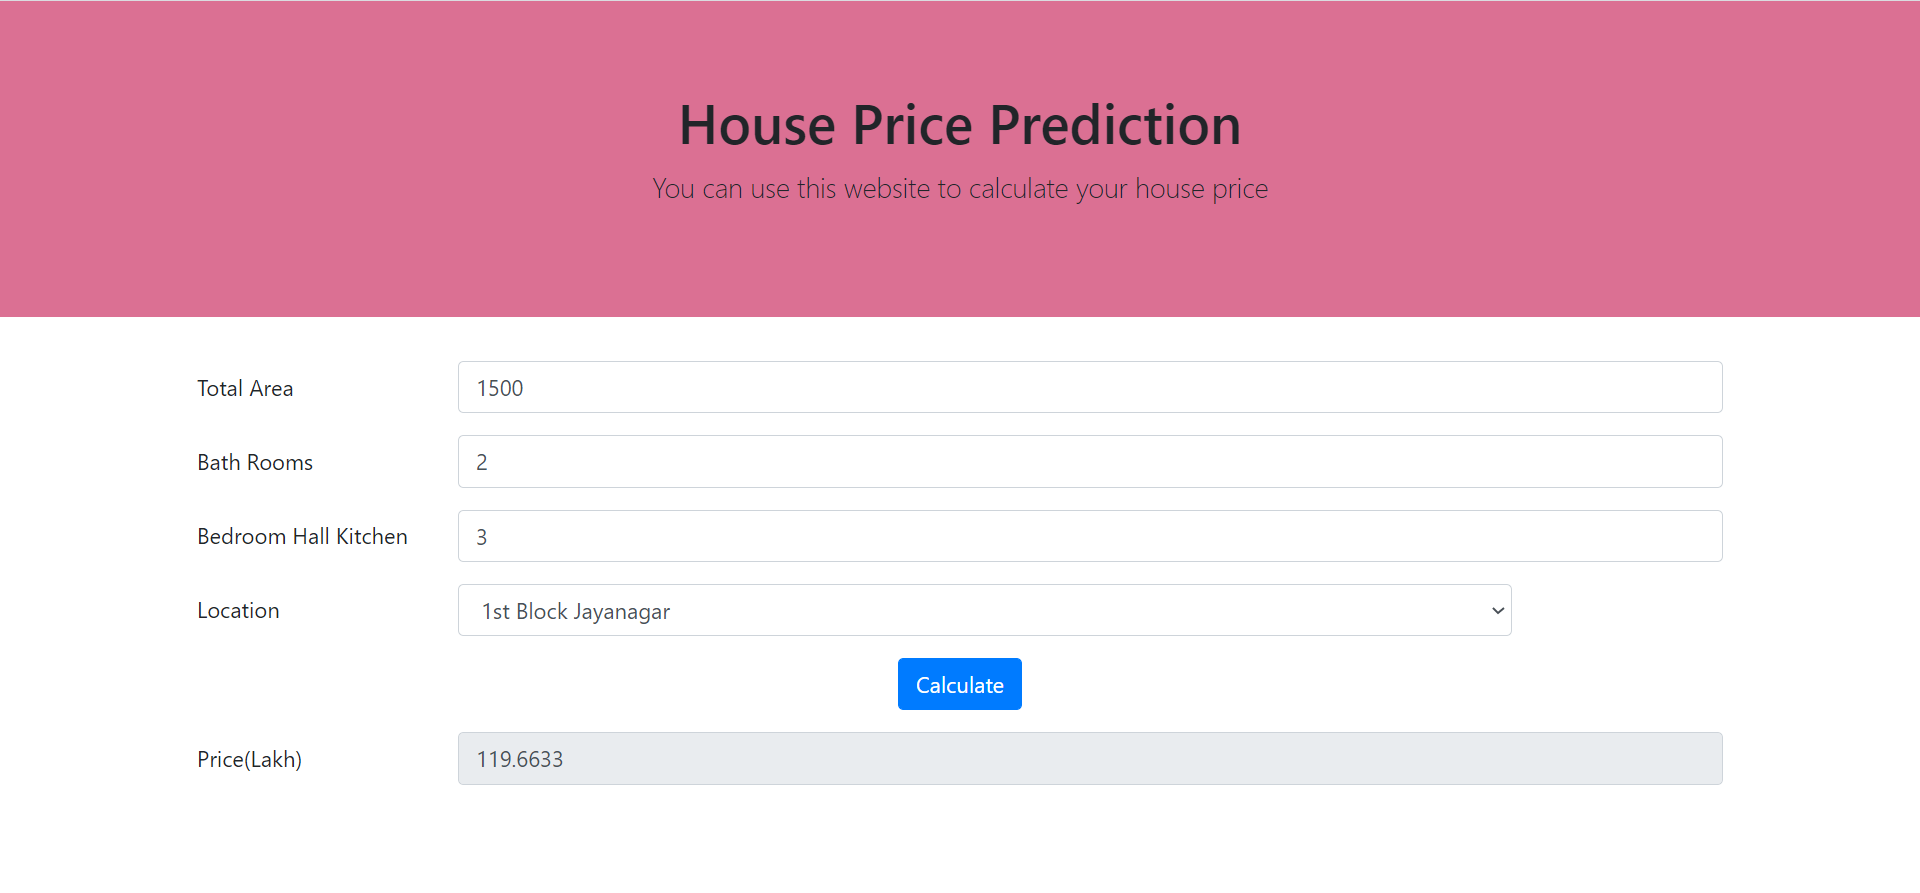 House Price Prediction
You can use this website to calculate your house price
Total Area 1500
Bath Rooms 2
Bedroom Hall Kitchen 3
Location 1st Block Jayanagar
Calculate
Price(Lakh) 119.6633